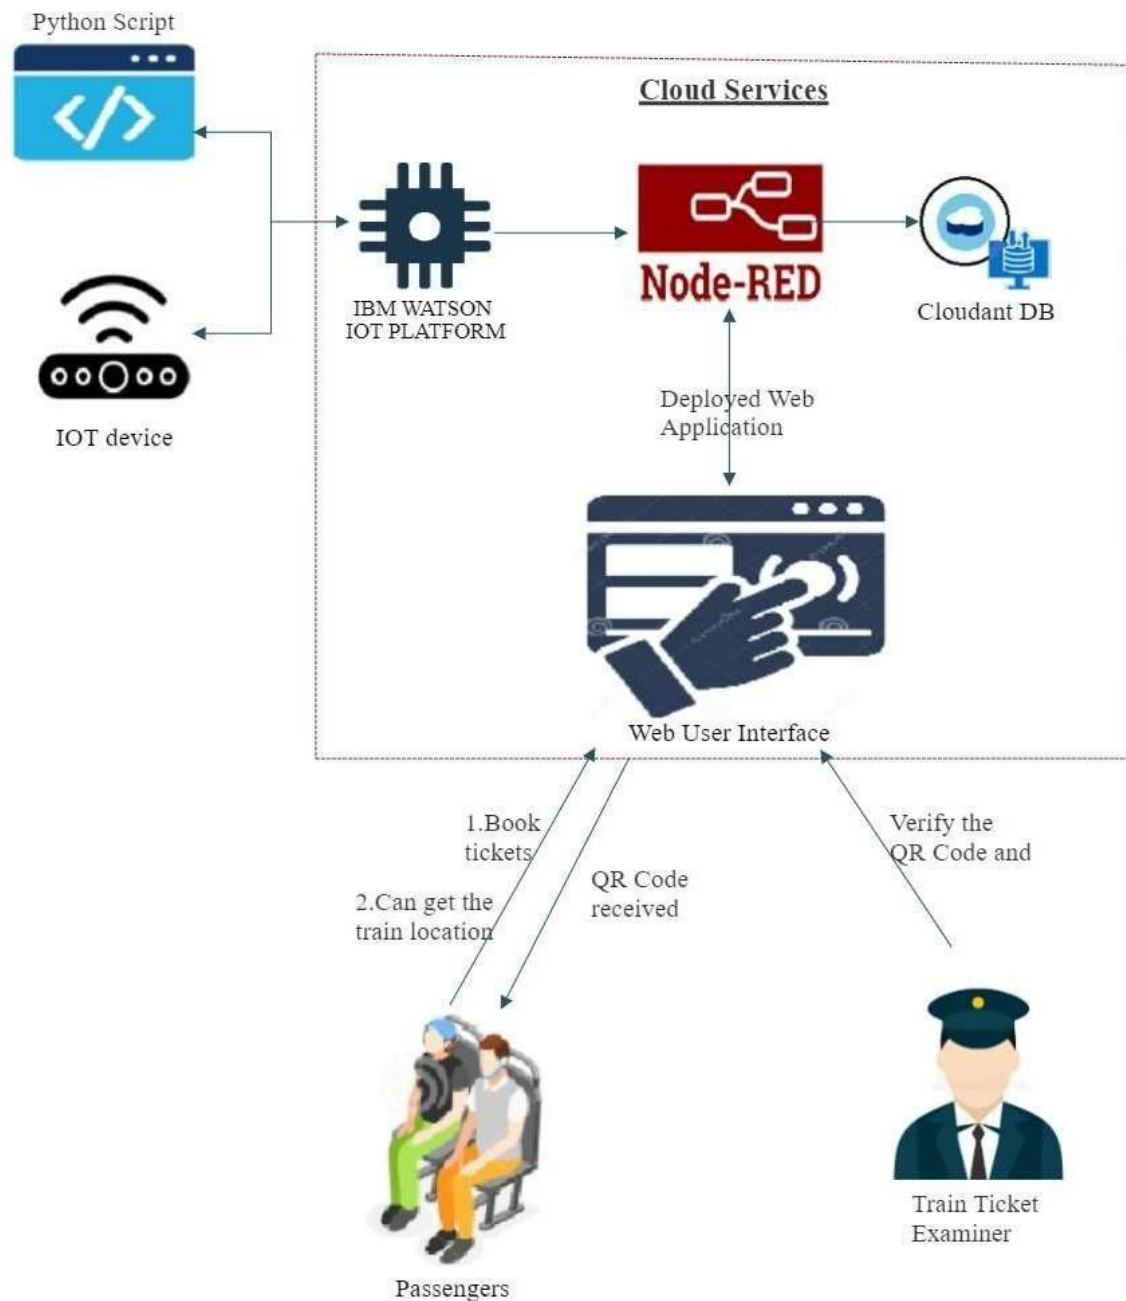 Python Script
Cloud Services
IBM WATSON
IOT PLATFORM
Node-RED
Cloudant DB
IOT device
Deployed Web
Application
Web User Interface
1.Book
tickets
2.Can get the
train location
QR Code
received
Verify the
QR Code and
Passengers
Train Ticket
Examiner